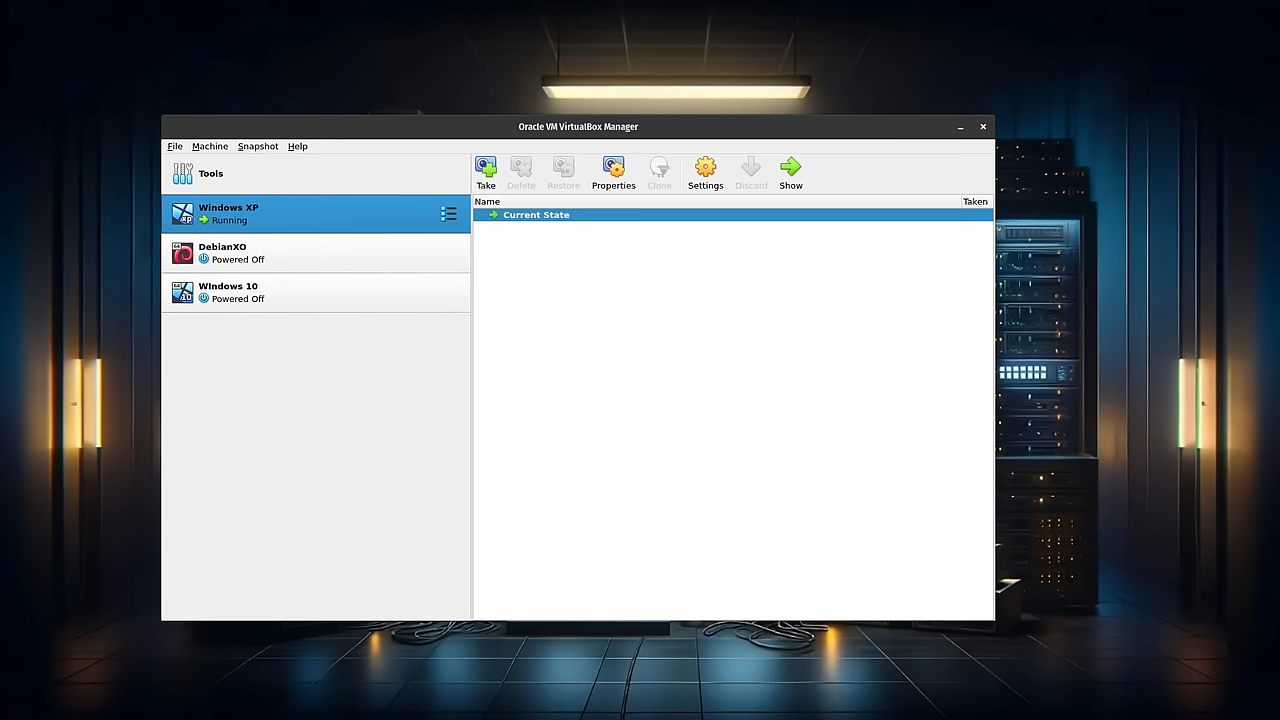 Oracle VM VirtualBox Manager
File Machine Snapshot Help
Tools
Windows XP
Running
DebianXO
Powered Off
WIndows 10
Powered Off
Take Delete Restore Properties Clone Settings Discard Show
Name Taken
Current State